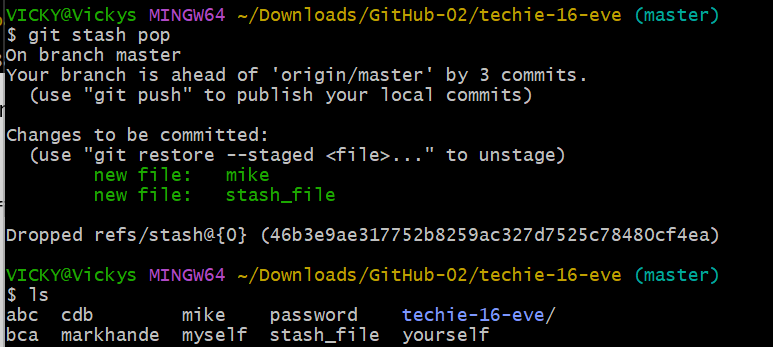 VICKY@Vickys MINGW64 ~/Downloads/GitHub-02/techie-16-eve (master)
$ git stash pop
On branch master
Your branch is ahead of 'origin/master' by 3 commits.
  (use "git push" to publish your local commits)

Changes to be committed:
  (use "git restore --staged <file>..." to unstage)
        new file:   mike
        new file:   stash_file

Dropped refs/stash@{0} (46b3e9ae317752b8259ac327d7525c78480cf4ea)

VICKY@Vickys MINGW64 ~/Downloads/GitHub-02/techie-16-eve (master)
$ ls
abc  cdb        mike    password    techie-16-eve/
bca  markhande  myself  stash_file  yourself